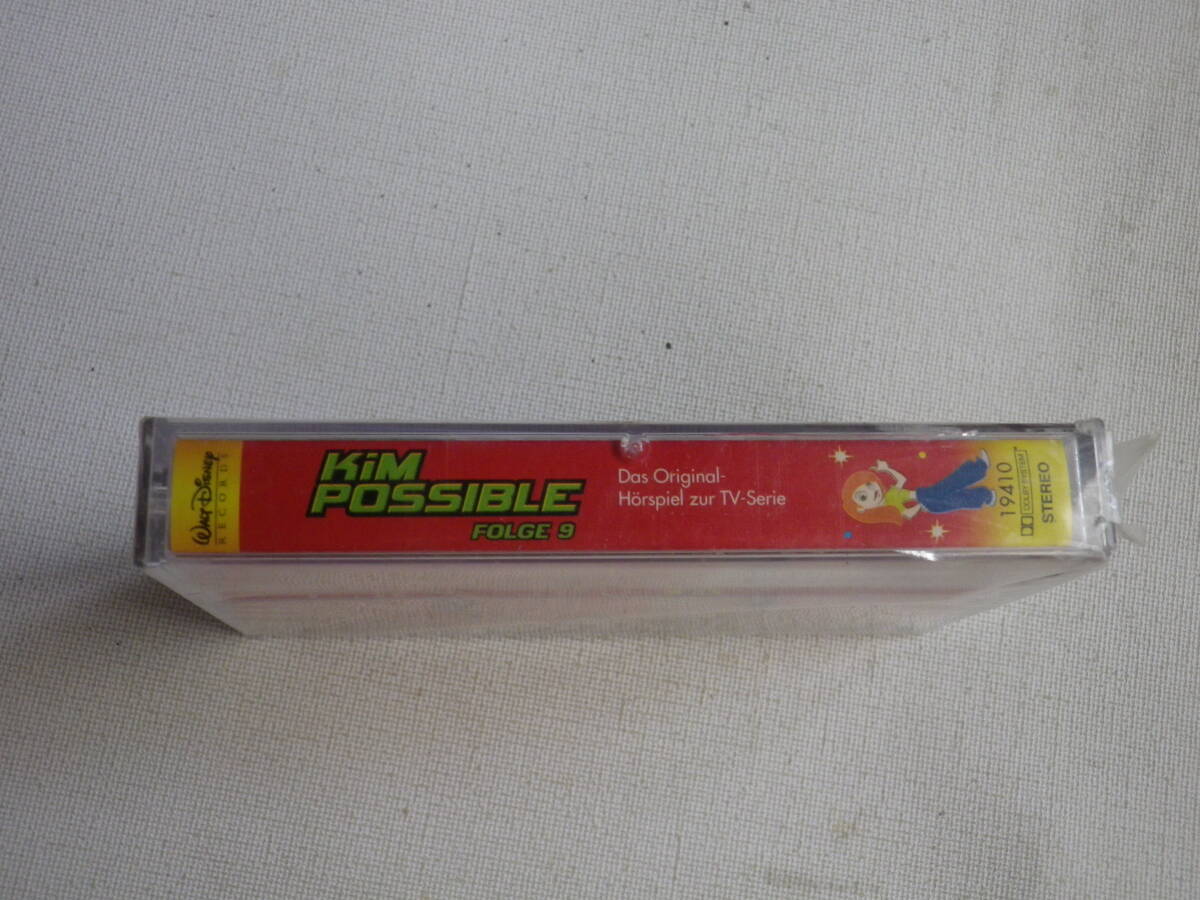 WALT DISNEY
RECORDS
KiM
POSSIBLE
FOLGE 9
Das Original-
Hörspiel zur TV-Serie
19410
DOLBY SYSTEM
STEREO